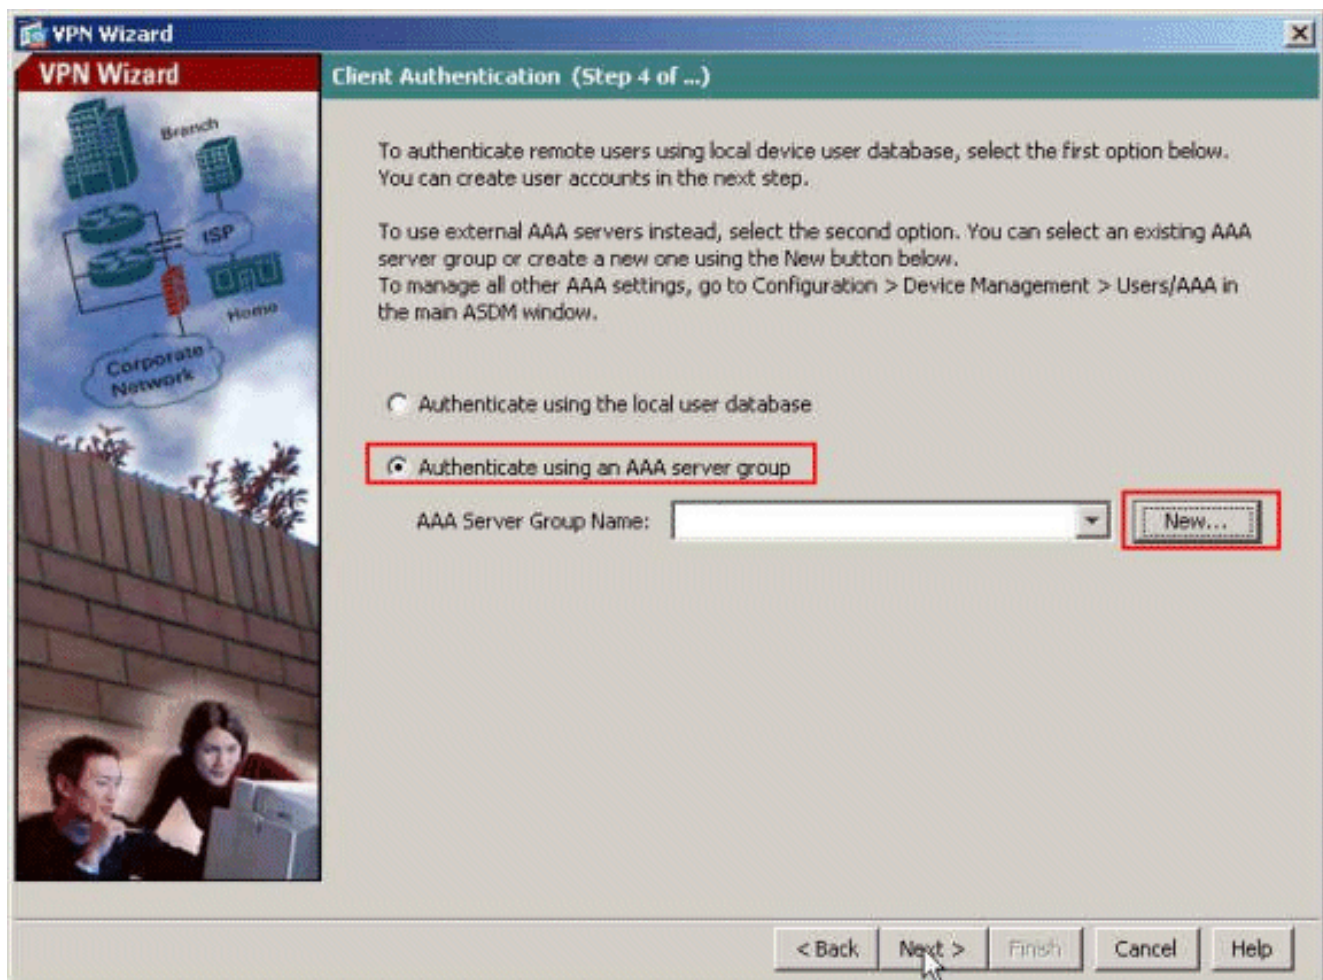 VPN Wizard
VPN Wizard
Client Authentication (Step 4 of ...)
Branch
ISP
Home
Corporate
Network
To authenticate remote users using local device user database, select the first option below.
You can create user accounts in the next step.
To use external AAA servers instead, select the second option. You can select an existing AAA
server group or create a new one using the New button below.
To manage all other AAA settings, go to Configuration > Device Management > Users/AAA in
the main ASDM window.
Authenticate using the local user database
Authenticate using an AAA server group
AAA Server Group Name:
New...
< Back
Next >
Finish
Cancel
Help